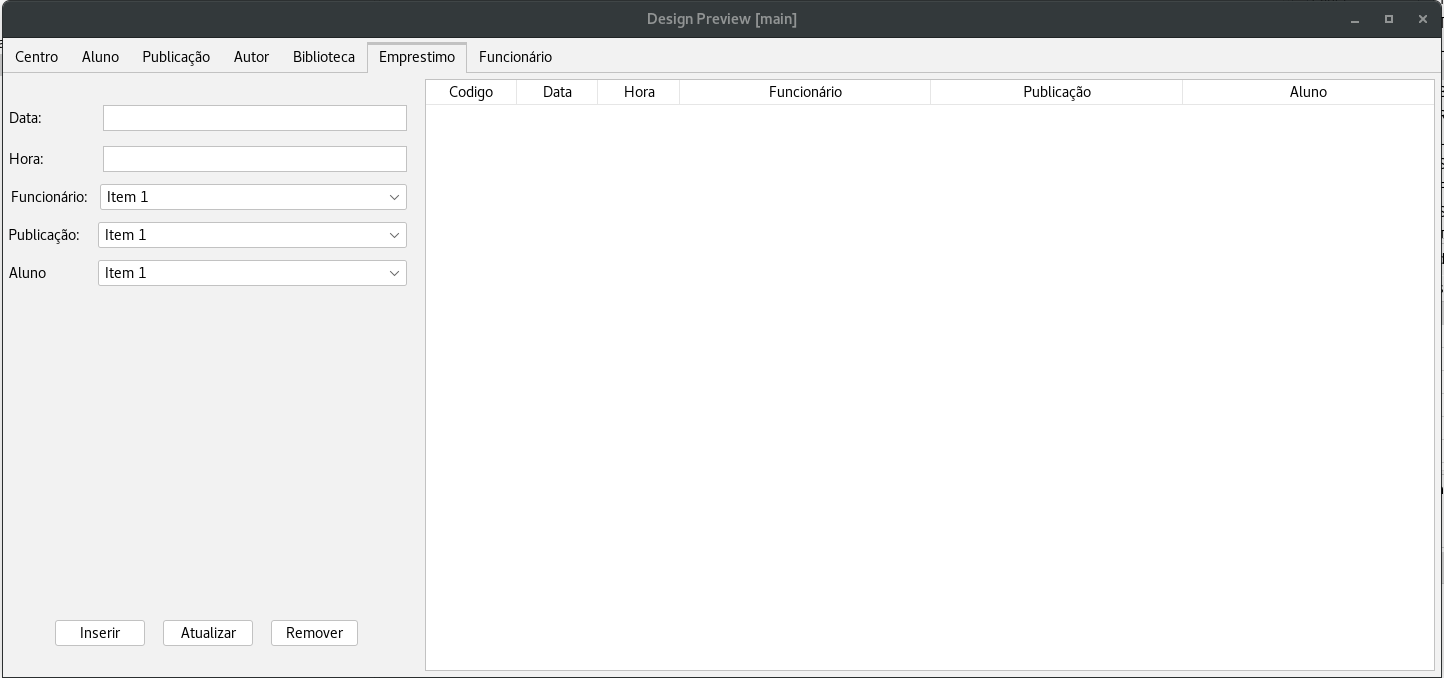 Design Preview [main]
Centro Aluno Publicação Autor Biblioteca Emprestimo Funcionário
Codigo Data Hora Funcionário Publicação Aluno
Data:
Hora:
Funcionário: Item 1
Publicação: Item 1
Aluno Item 1
Inserir Atualizar Remover